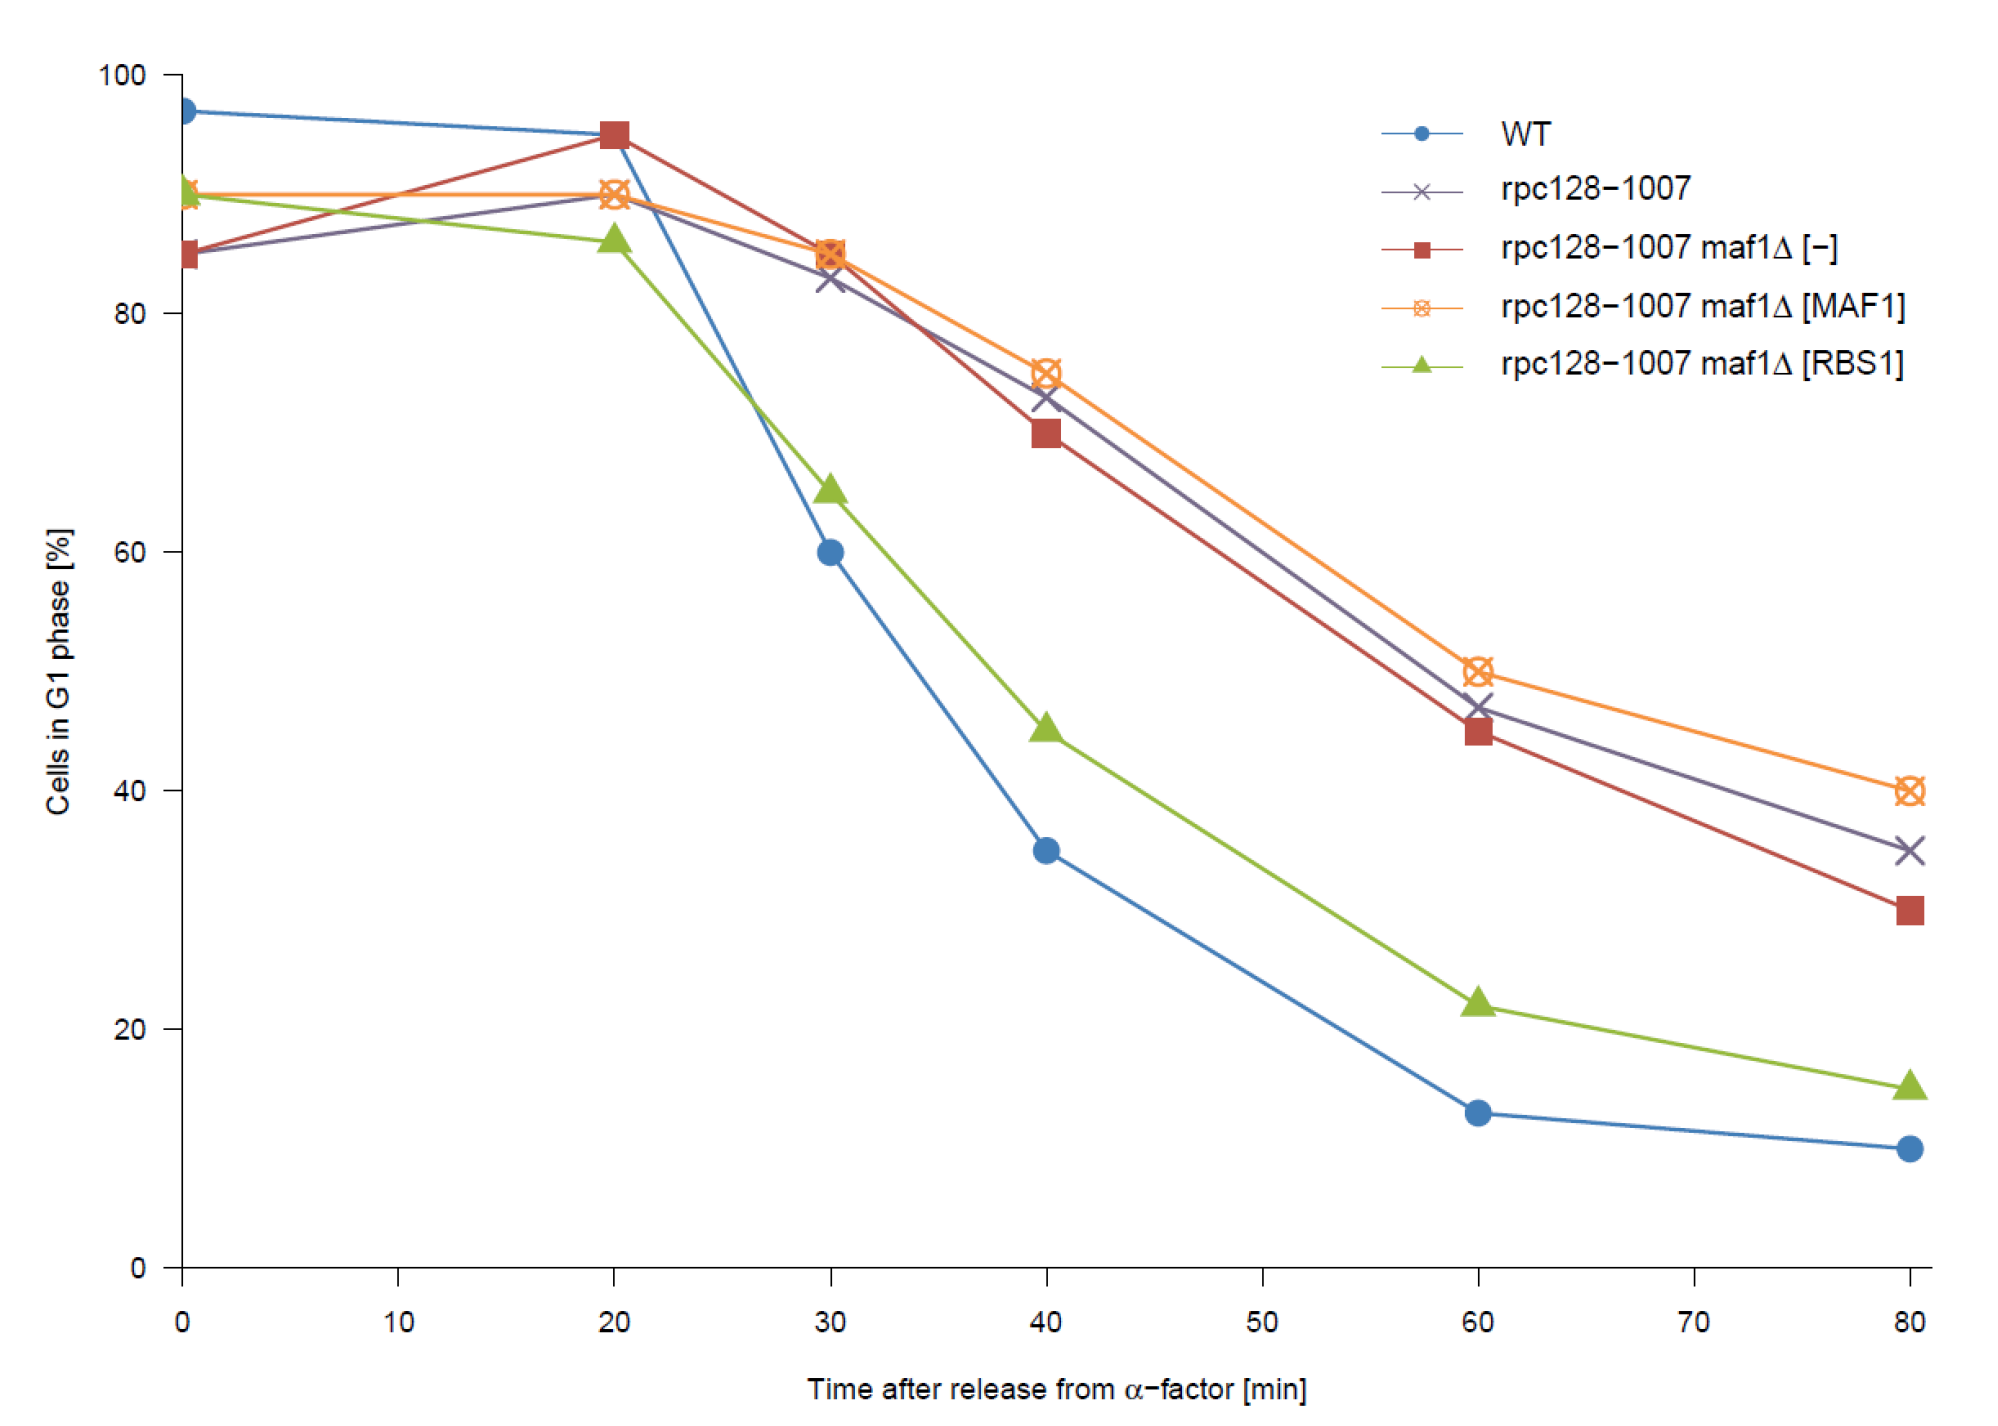 100
80
60
40
20
0
Cells in G1 phase [%]
WT
rpc128−1007
rpc128−1007 maf1Δ [−]
rpc128−1007 maf1Δ [MAF1]
rpc128−1007 maf1Δ [RBS1]
0 10 20 30 40 50 60 70 80
Time after release from α−factor [min]